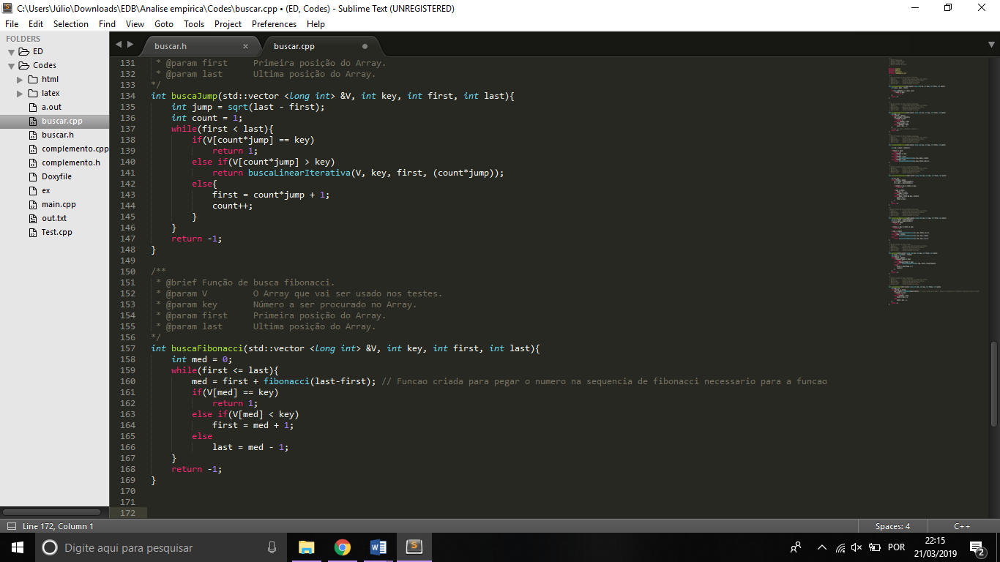 C:\Users\Júlio\Downloads\EDB\Analise empirica\Codes\buscar.cpp • (ED, Codes) - Sublime Text (UNREGISTERED)
File Edit Selection Find View Goto Tools Project Preferences Help
FOLDERS
ED
Codes
html
latex
a.out
buscar.cpp
buscar.h
complemento.cpp
complemento.h
Doxyfile
ex
main.cpp
out.txt
Test.cpp
buscar.h × buscar.cpp
131 * @param first     Primeira posição do Array.
132 * @param last      Ultima posição do Array.
133 */
134 int buscaJump(std::vector <long int> &V, int key, int first, int last){
135     int jump = sqrt(last - first);
136     int count = 1;
137     while(first < last){
138         if(V[count*jump] == key)
139             return 1;
140         else if(V[count*jump] > key)
141             return buscaLinearIterativa(V, key, first, (count*jump));
142         else{
143             first = count*jump + 1;
144             count++;
145         }
146     }
147     return -1;
148 }
149
150 /**
151 * @brief Função de busca fibonacci.
152 * @param V         O Array que vai ser usado nos testes.
153 * @param key       Número a ser procurado no Array.
154 * @param first     Primeira posição do Array.
155 * @param last      Ultima posição do Array.
156 */
157 int buscaFibonacci(std::vector <long int> &V, int key, int first, int last){
158     int med = 0;
159     while(first <= last){
160         med = first + fibonacci(last-first); // Funcao criada para pegar o numero na sequencia de fibonacci necessario para a funcao
161         if(V[med] == key)
162             return 1;
163         else if(V[med] < key)
164             first = med + 1;
165         else
166             last = med - 1;
167     }
168     return -1;
169 }
170
171
172
Line 172, Column 1 Spaces: 4 C++
Digite aqui para pesquisar
POR
22:15
21/03/2019
2